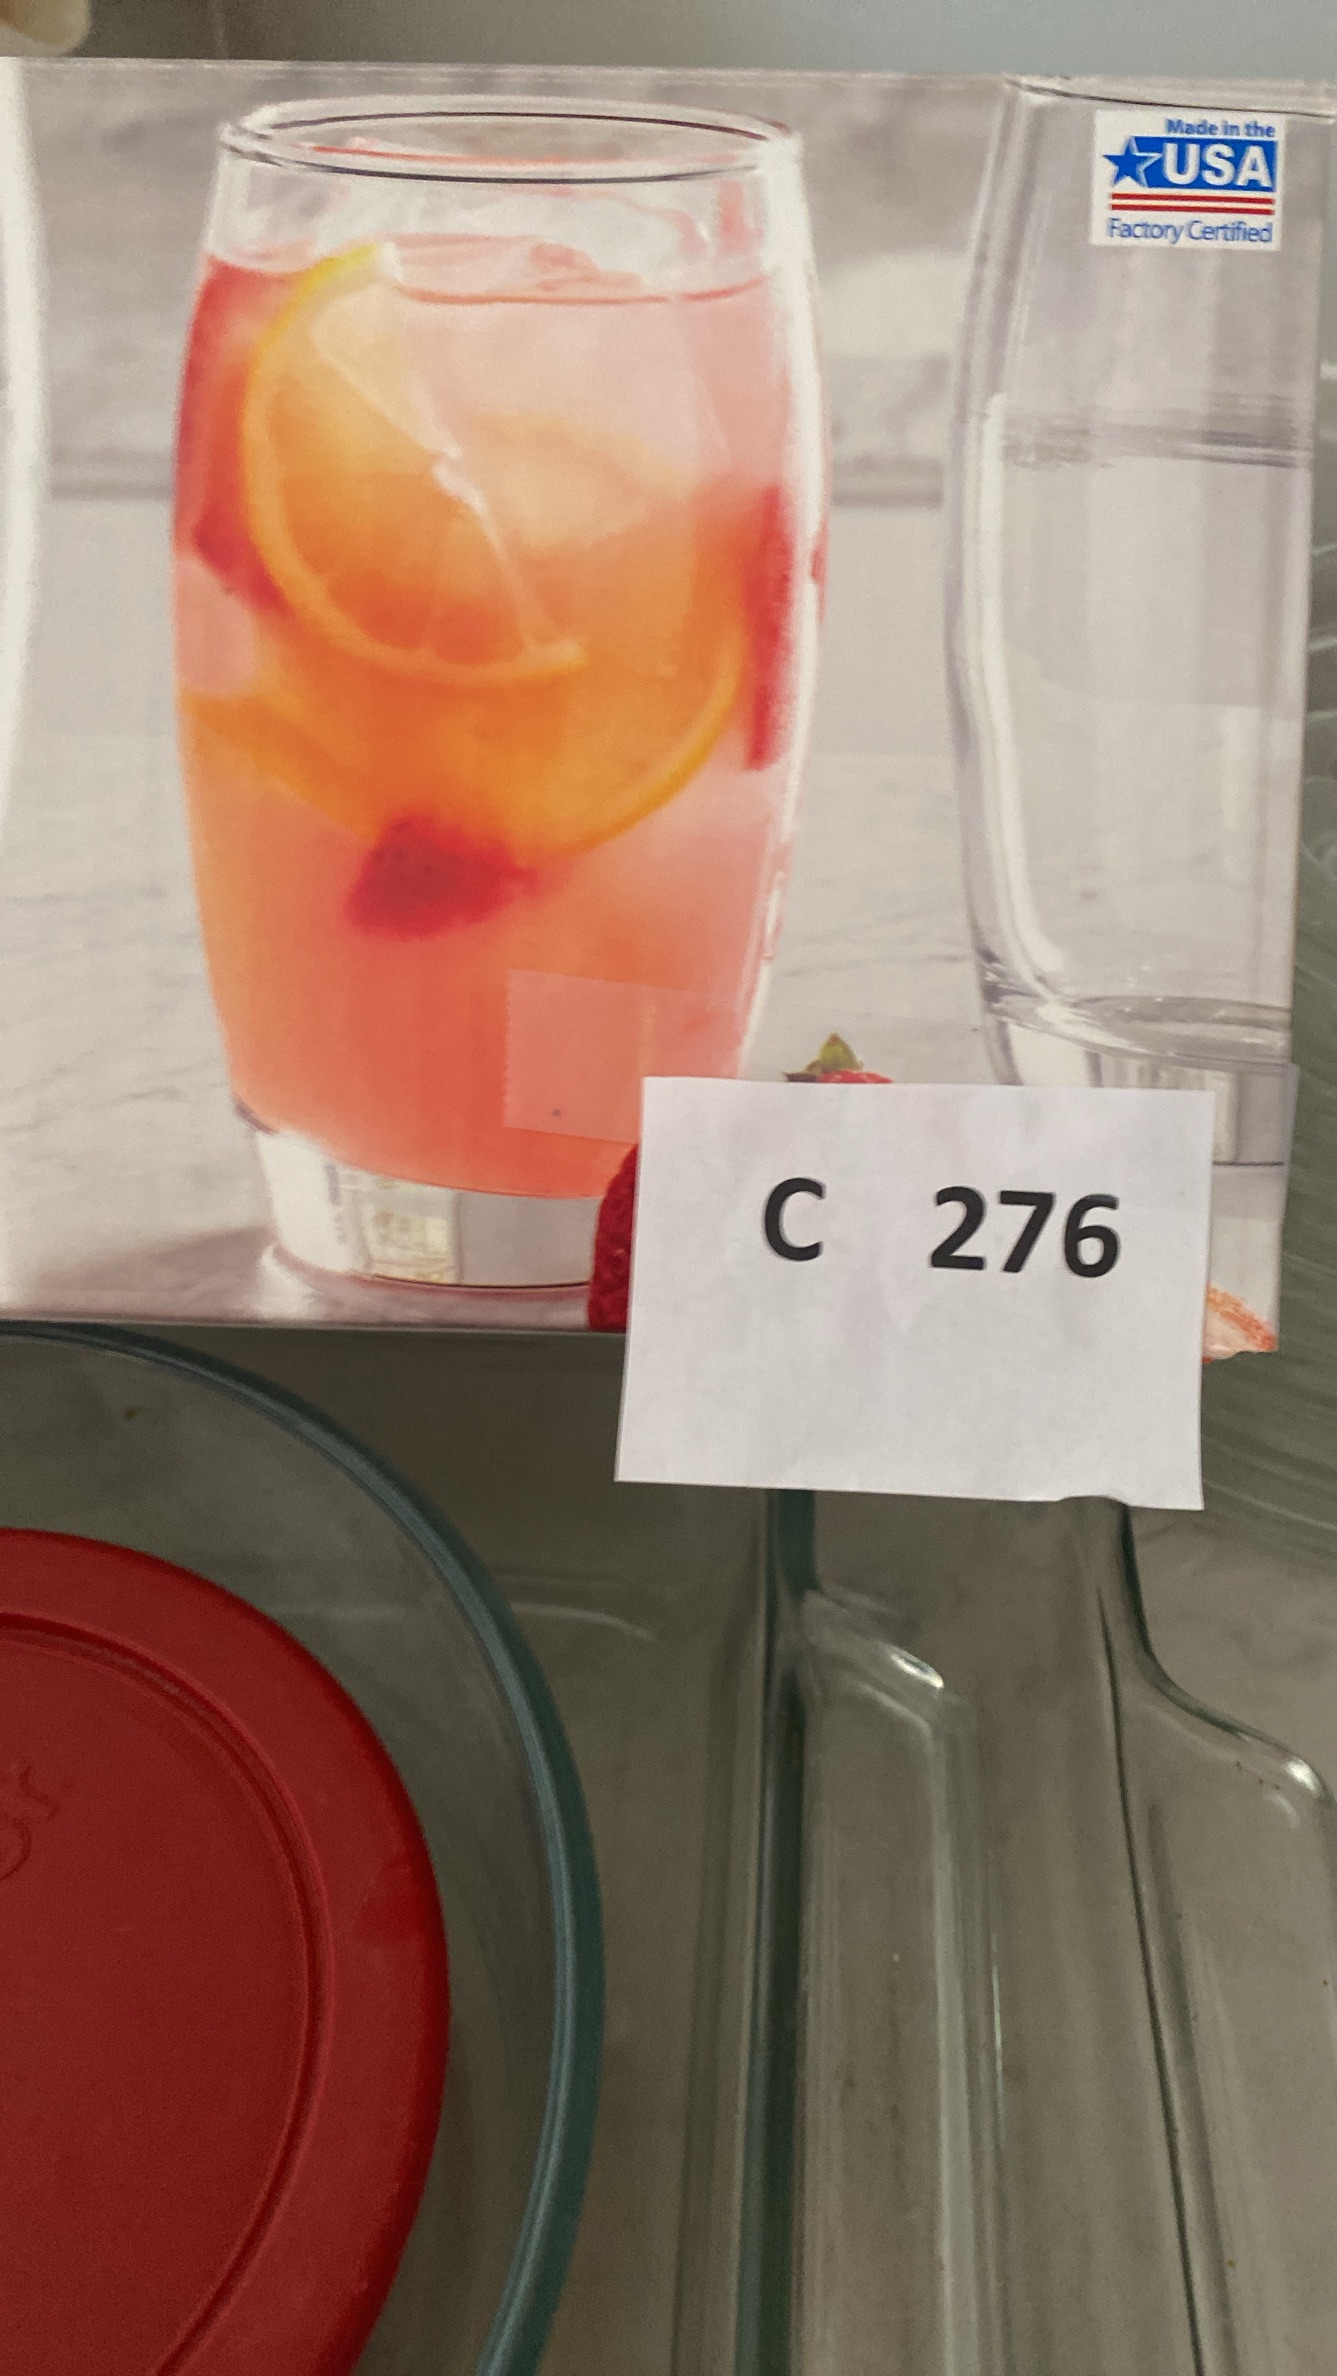 Made in the
USA
Factory Certified
C 276